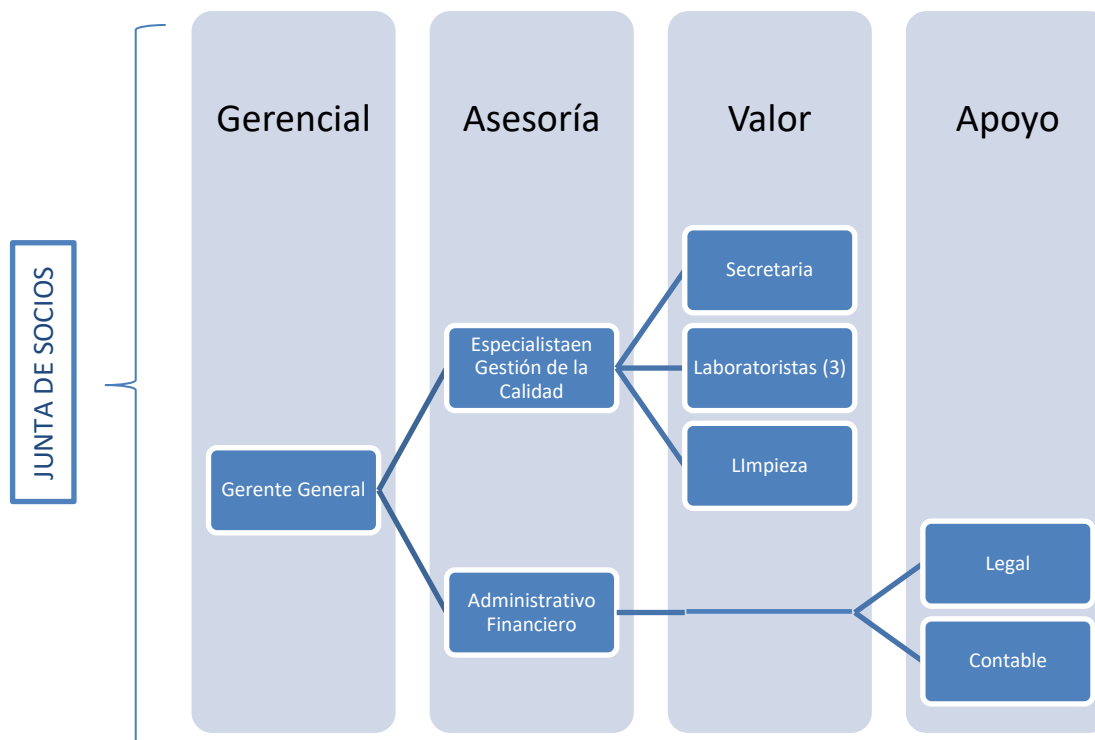 JUNTA DE SOCIOS
Gerencial
Asesoría
Valor
Apoyo
Gerente General
Especialistaen
Gestión de la
Calidad
Administrativo
Financiero
Secretaria
Laboratoristas (3)
LImpieza
Legal
Contable